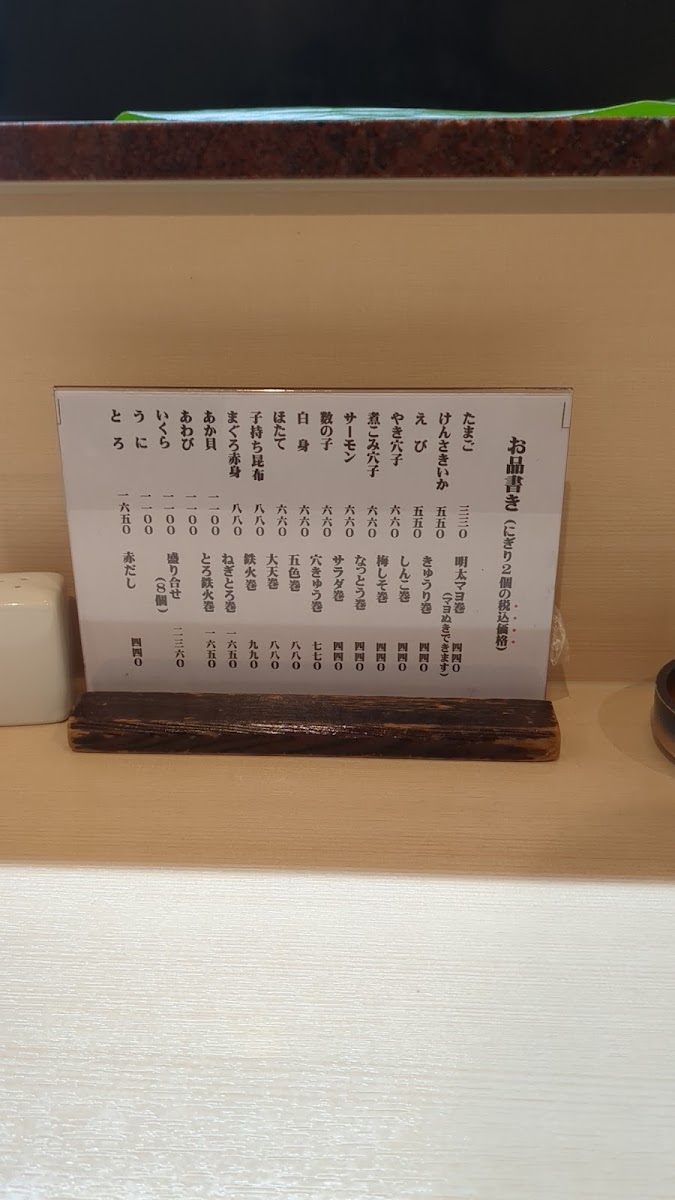 お品書き(にぎり2個の税込価格)
たまご 三三〇
けんさきいか 五五〇
えび 五五〇
やき穴子 六六〇
煮こみ穴子 六六〇
サーモン 六六〇
数の子 六六〇
白身 六六〇
ほたて 六六〇
子持ち昆布 八八〇
まぐろ赤身 八八〇
あか貝 一一〇〇
あわび 一一〇〇
いくら 一一〇〇
うに 一一〇〇
とろ 一六五〇
明太マヨ巻 四四〇
(マヨぬきできます)
きゅうり巻 四四〇
しんこ巻 四四〇
梅しそ巻 四四〇
なっとう巻 四四〇
サラダ巻 四四〇
穴きゅう巻 七七〇
五色巻 八八〇
大天巻 八八〇
鉄火巻 九九〇
ねぎとろ巻 一六五〇
とろ鉄火巻 一六五〇
盛り合せ 二三六〇
(8個)
赤だし 四四〇